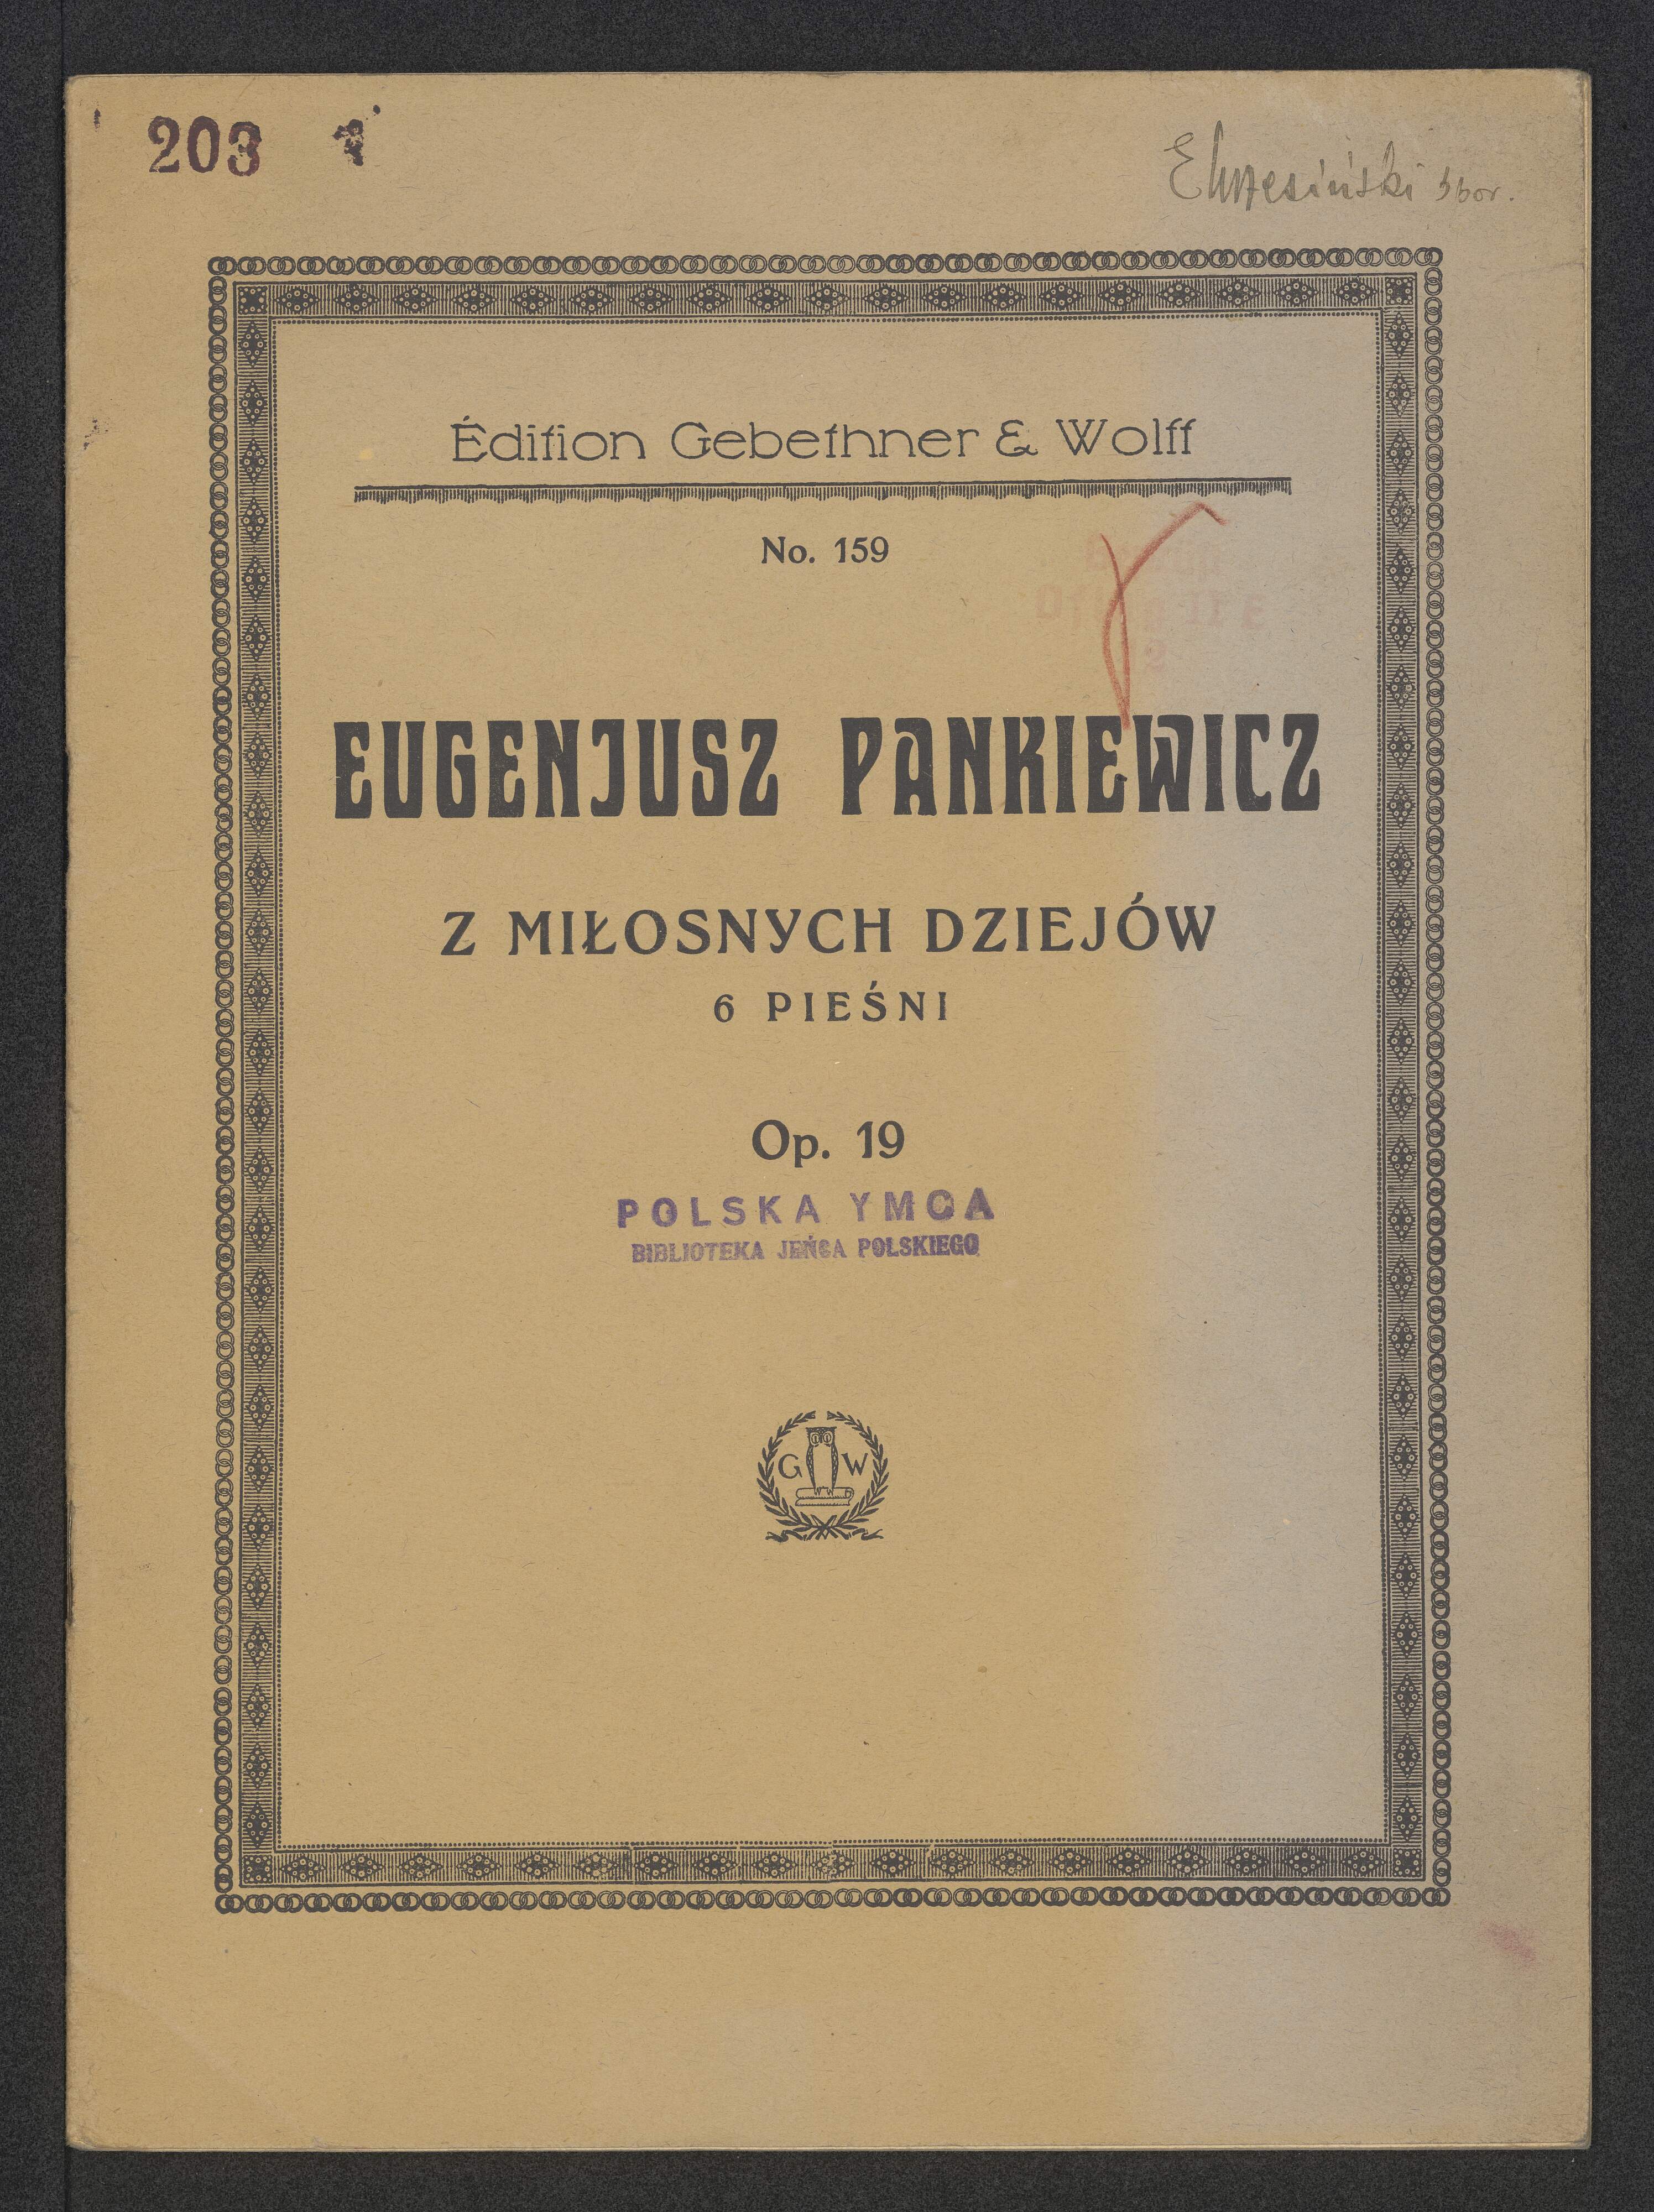 203
Édition Gebethner & Wolff
No. 159
EUGENJUSZ PANKIEWICZ
Z MIŁOSNYCH DZIEJÓW
6 PIEŚNI
Op. 19
POLSKA YMCA
BIBLIOTEKA JEŃCA POLSKIEGO
G W